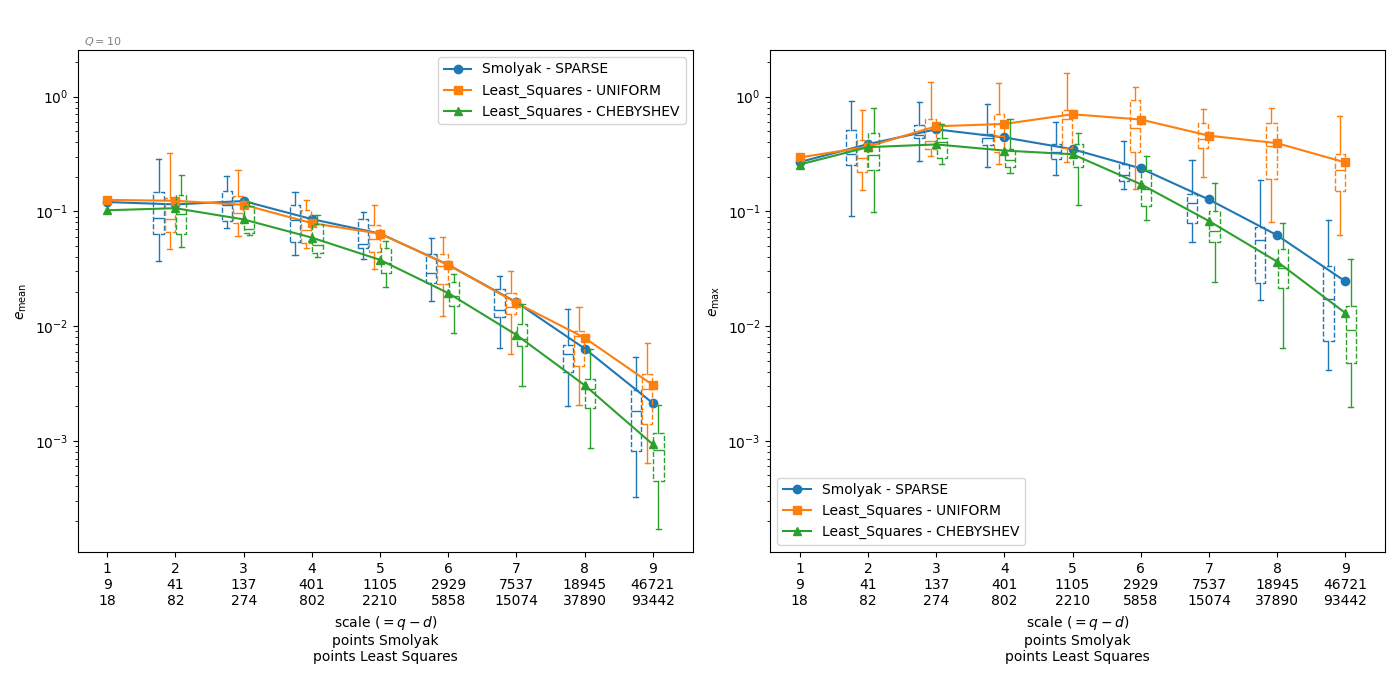 Q = 10
Smolyak - SPARSE
Least_Squares - UNIFORM
Least_Squares - CHEBYSHEV
10⁰
10⁻¹
10⁻²
10⁻³
e_mean
1 2 3 4 5 6 7 8 9
9 41 137 401 1105 2929 7537 18945 46721
18 82 274 802 2210 5858 15074 37890 93442
scale (= q − d)
points Smolyak
points Least Squares
10⁰
10⁻¹
10⁻²
10⁻³
e_max
Smolyak - SPARSE
Least_Squares - UNIFORM
Least_Squares - CHEBYSHEV
1 2 3 4 5 6 7 8 9
9 41 137 401 1105 2929 7537 18945 46721
18 82 274 802 2210 5858 15074 37890 93442
scale (= q − d)
points Smolyak
points Least Squares